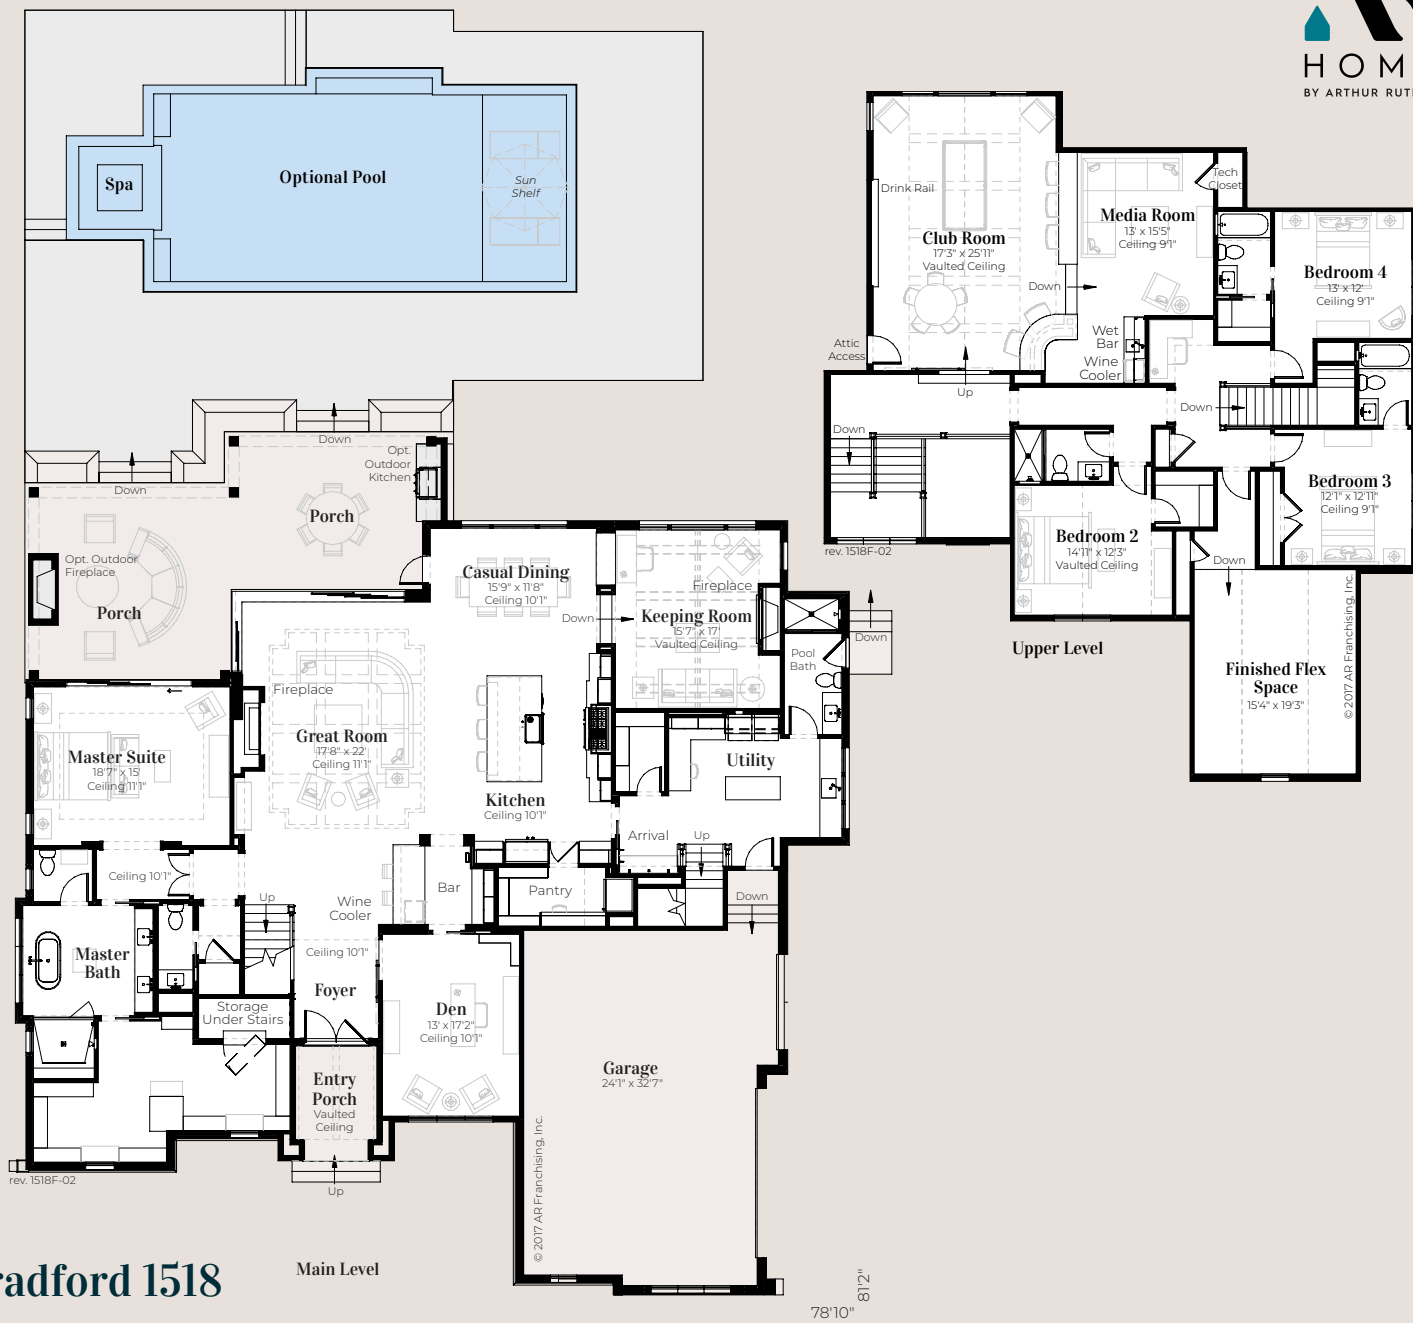 HOM
BY ARTHUR RUT
Optional Pool
Spa
Sun
Shelf
Down
Down
Opt.
Outdoor
Kitchen
Porch
Opt. Outdoor
Fireplace
Porch
Casual Dining
15'9" x 11'8"
Ceiling 10'1"
Fireplace
Down
Keeping Room
15'7" x 17'
Vaulted Ceiling
Down
Pool
Bath
Fireplace
Great Room
17'8" x 22'
Ceiling 11'1"
Master Suite
18'7" x 15'
Ceiling 11'1"
Kitchen
Ceiling 10'1"
Utility
Arrival
Up
Ceiling 10'1"
Bar
Pantry
Wine
Cooler
Up
Down
Master
Bath
Ceiling 10'1"
Foyer
Storage
Under Stairs
Den
13' x 17'2"
Ceiling 10'1"
Entry
Porch
Vaulted
Ceiling
Garage
24'1" x 32'7"
Up
rev. 1518F-02
© 2017 AR Franchising, Inc.
Main Level
radford 1518
78'10"
81'2"
Drink Rail
Club Room
17'3" x 25'11"
Vaulted Ceiling
Media Room
13' x 15'5"
Ceiling 9'1"
Tech
Closet
Bedroom 4
13' x 12'
Ceiling 9'1"
Down
Wet
Bar
Wine
Cooler
Attic
Access
Up
Down
Down
Bedroom 3
12'1" x 12'11"
Ceiling 9'1"
Bedroom 2
14'11" x 12'3"
Vaulted Ceiling
rev. 1518F-02
Down
Upper Level
Finished Flex
Space
15'4" x 19'3"
© 2017 AR Franchising, Inc.